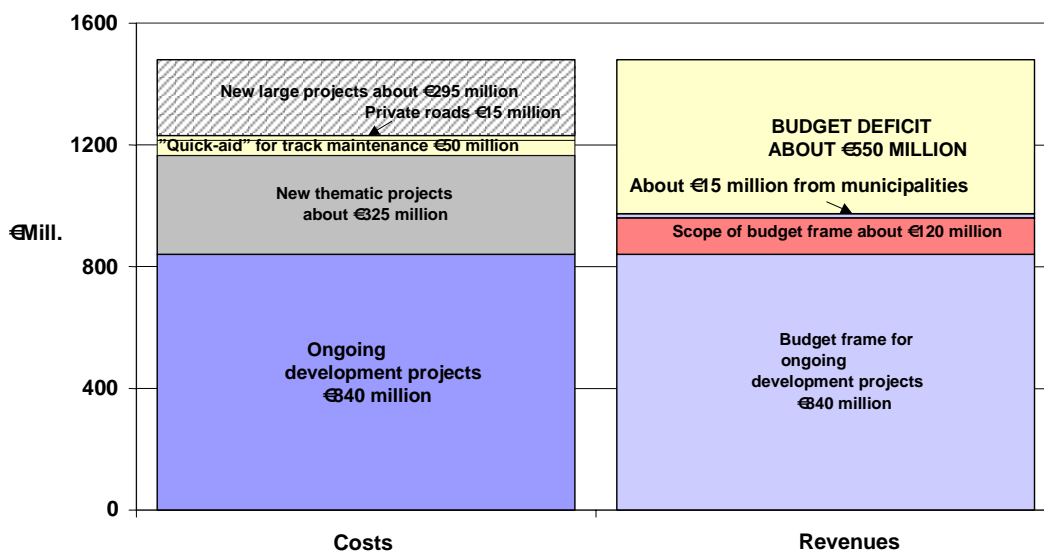 1600
1200
€Mill.
800
400
0
New large projects about €295 million
Private roads €15 million
"Quick-aid" for track maintenance €50 million
New thematic projects
about €325 million
Ongoing
development projects
€840 million
Costs
BUDGET DEFICIT
ABOUT €550 MILLION
About €15 million from municipalities
Scope of budget frame about €120 million
Budget frame for
ongoing
development projects
€840 million
Revenues